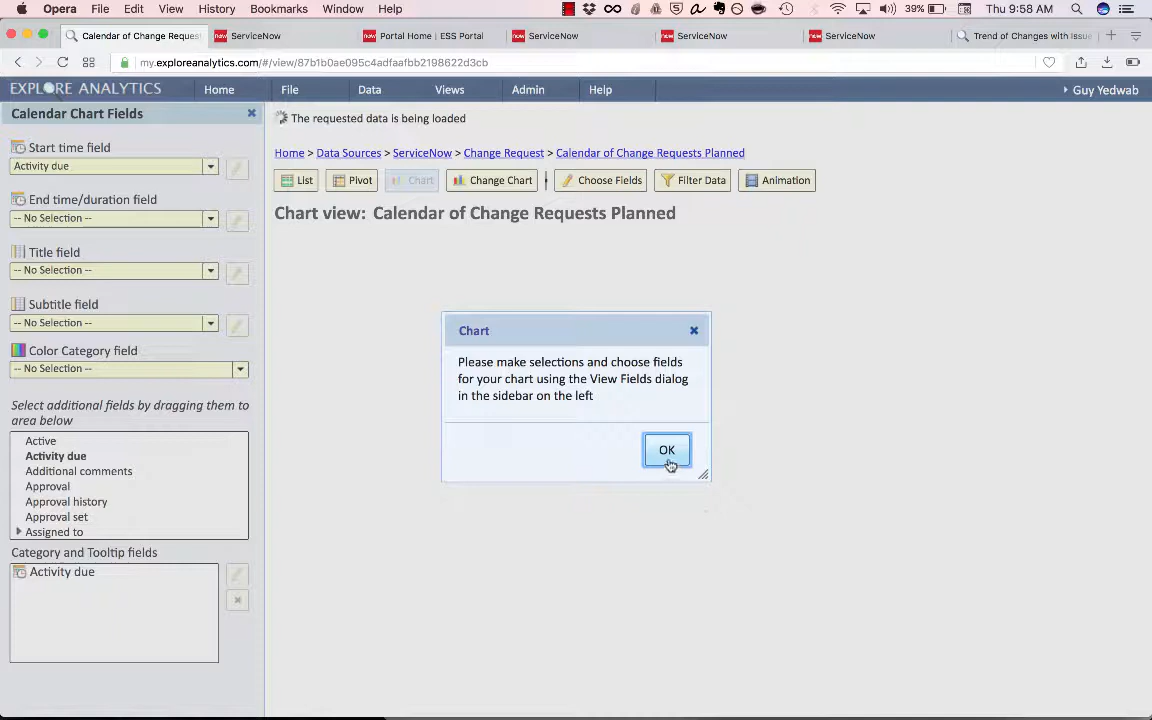 Opera File Edit View History Bookmarks Window Help 39% Thu 9:58 AM
Calendar of Change Request
now ServiceNow
now Portal Home | ESS Portal
now ServiceNow
now ServiceNow
now ServiceNow
Trend of Changes with Issue
my.exploreanalytics.com/#/view/87b1b0ae095c4adfaafbb2198622d3cb
EXPLORE ANALYTICS Home File Data Views Admin Help Guy Yedwab
Calendar Chart Fields
Start time field
Activity due
End time/duration field
-- No Selection --
Title field
-- No Selection --
Subtitle field
-- No Selection --
Color Category field
-- No Selection --
Select additional fields by dragging them to
area below
Active
Activity due
Additional comments
Approval
Approval history
Approval set
Assigned to
Category and Tooltip fields
Activity due
The requested data is being loaded
Home > Data Sources > ServiceNow > Change Request > Calendar of Change Requests Planned
List Pivot Chart Change Chart Choose Fields Filter Data Animation
Chart view: Calendar of Change Requests Planned
Chart
Please make selections and choose fields
for your chart using the View Fields dialog
in the sidebar on the left
OK